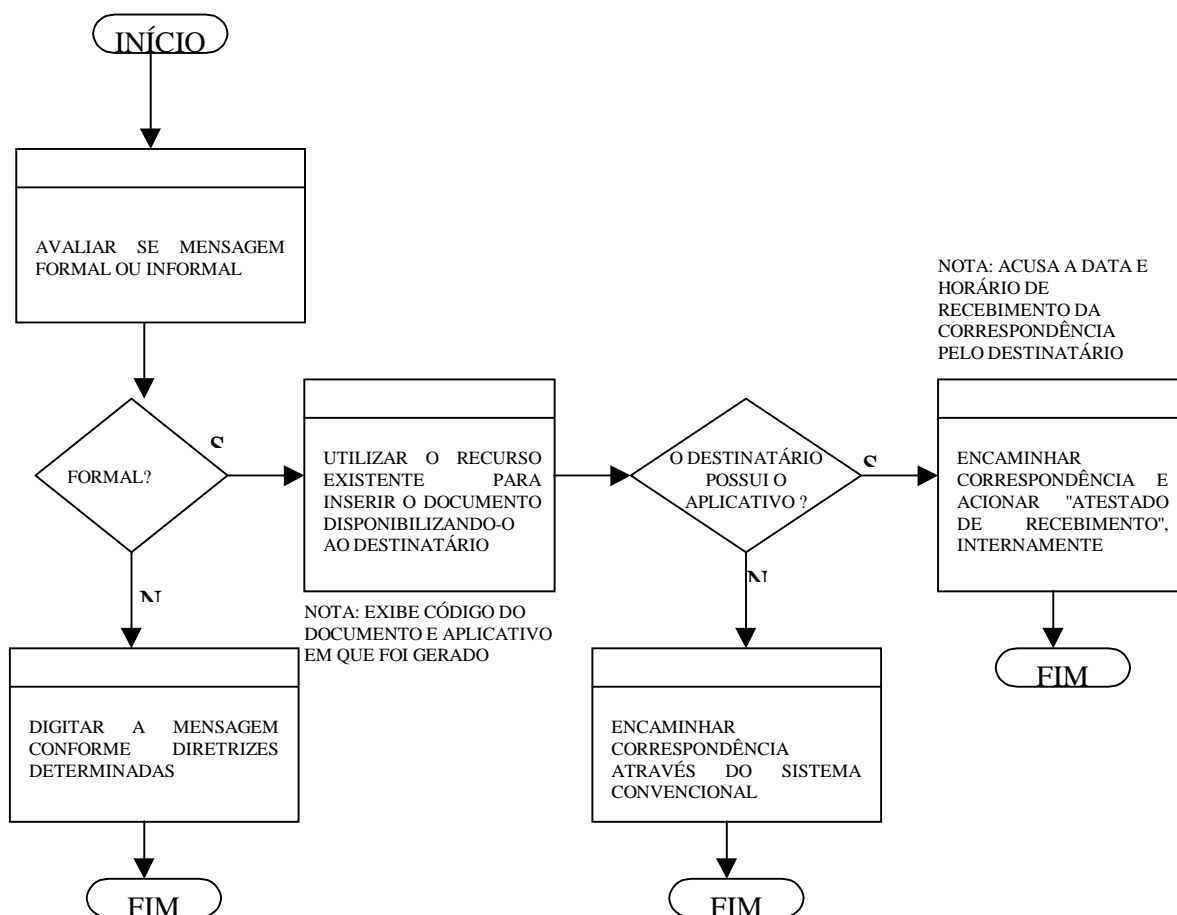 INÍCIO
AVALIAR SE MENSAGEM
FORMAL OU INFORMAL
NOTA: ACUSA A DATA E
HORÁRIO DE
RECEBIMENTO DA
CORRESPONDÊNCIA
PELO DESTINATÁRIO
FORMAL?
S
UTILIZAR O RECURSO
EXISTENTE PARA
INSERIR O DOCUMENTO
DISPONIBILIZANDO-O
AO DESTINATÁRIO
O DESTINATÁRIO
POSSUI O
APLICATIVO ?
S
ENCAMINHAR
CORRESPONDÊNCIA E
ACIONAR "ATESTADO
DE RECEBIMENTO",
INTERNAMENTE
N
N
NOTA: EXIBE CÓDIGO DO
DOCUMENTO E APLICATIVO
EM QUE FOI GERADO
FIM
DIGITAR A MENSAGEM
CONFORME DIRETRIZES
DETERMINADAS
ENCAMINHAR
CORRESPONDÊNCIA
ATRAVÉS DO SISTEMA
CONVENCIONAL
FIM
FIM